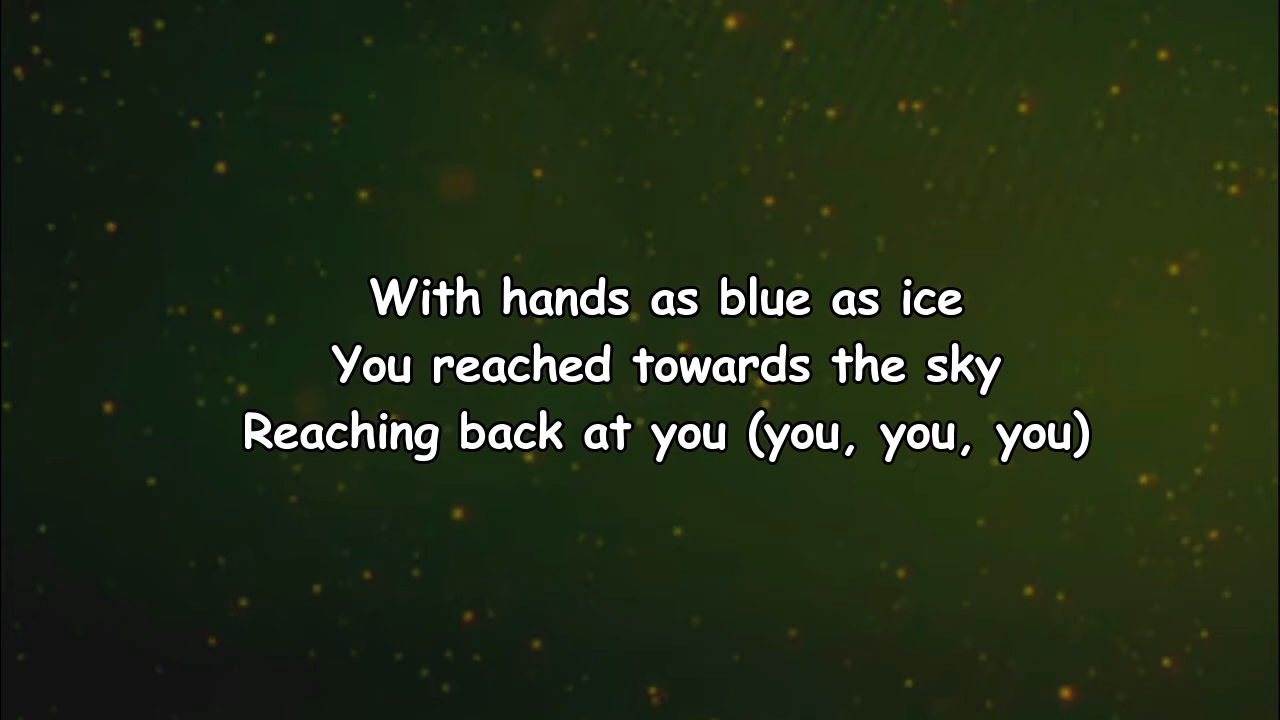 With hands as blue as ice
You reached towards the sky
Reaching back at you (you, you, you)